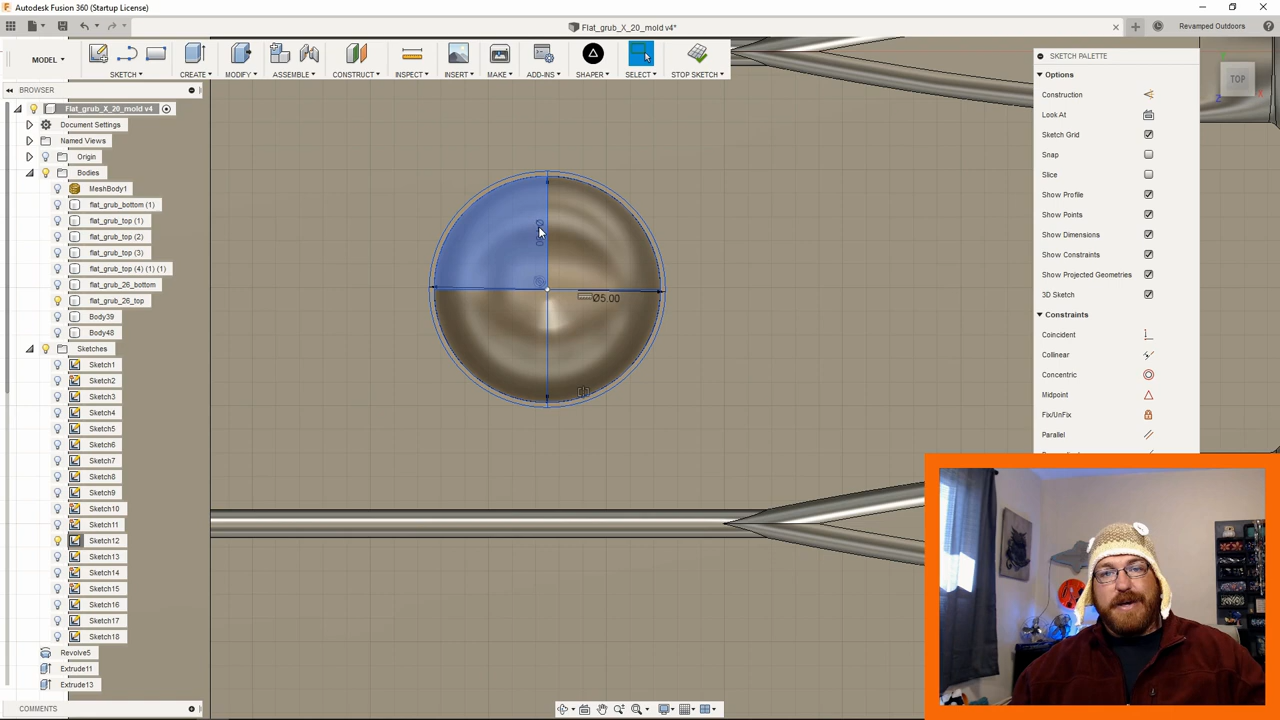 Autodesk Fusion 360 (Startup License)
Flat_grub_X_20_mold v4*
Revamped Outdoors
MODEL
SKETCH
CREATE
MODIFY
ASSEMBLE
CONSTRUCT
INSPECT
INSERT
MAKE
ADD-INS
SHAPER
SELECT
STOP SKETCH
BROWSER
Flat_grub_X_20_mold v4
Document Settings
Named Views
Origin
Bodies
MeshBody1
flat_grub_bottom (1)
flat_grub_top (1)
flat_grub_top (2)
flat_grub_top (3)
flat_grub_top (4) (1) (1)
flat_grub_26_bottom
flat_grub_26_top
Body39
Body48
Sketches
Sketch1
Sketch2
Sketch3
Sketch4
Sketch5
Sketch6
Sketch7
Sketch8
Sketch9
Sketch10
Sketch11
Sketch12
Sketch13
Sketch14
Sketch15
Sketch16
Sketch17
Sketch18
Revolve5
Extrude11
Extrude13
COMMENTS
Ø5.00
SKETCH PALETTE
Options
Construction
Look At
Sketch Grid
Snap
Slice
Show Profile
Show Points
Show Dimensions
Show Constraints
Show Projected Geometries
3D Sketch
Constraints
Coincident
Collinear
Concentric
Midpoint
Fix/UnFix
Parallel
TOP
Z